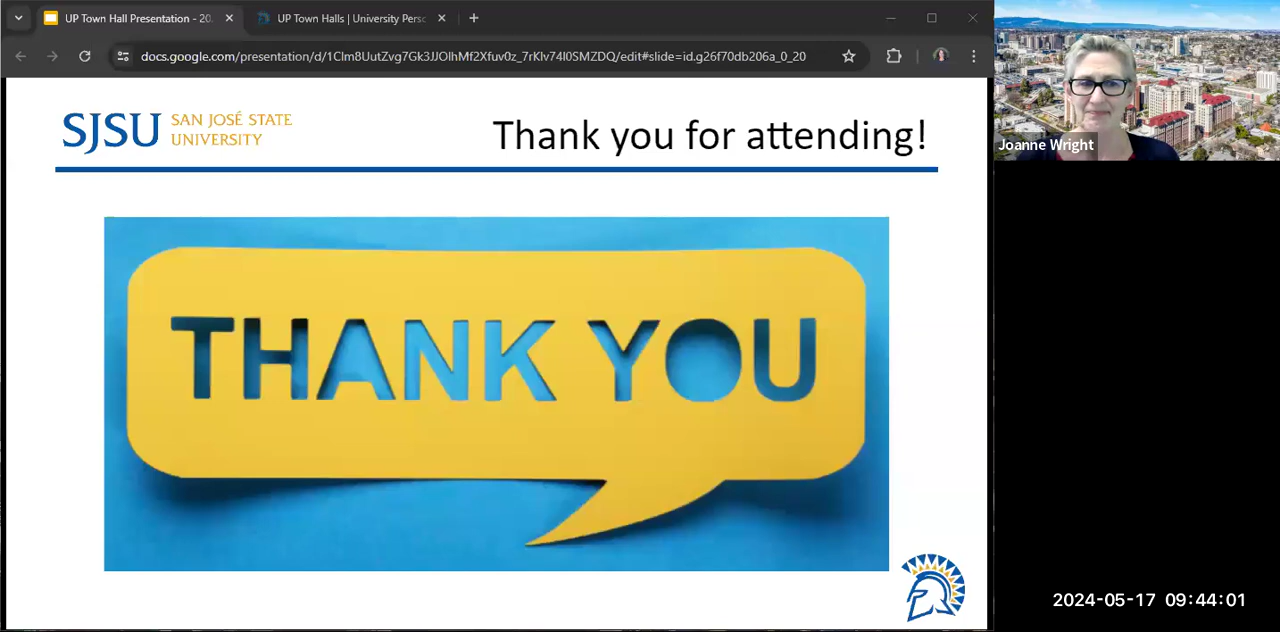 UP Town Hall Presentation - 20
UP Town Halls | University Perso
docs.google.com/presentation/d/1Clm8UutZvg7Gk3JJOlhMf2Xfuv0z_7rKlv74I0SMZDQ/edit#slide=id.g26f70db206a_0_20
SJSU
SAN JOSÉ STATE
UNIVERSITY
Thank you for attending!
THANK YOU
Joanne Wright
2024-05-17 09:44:01